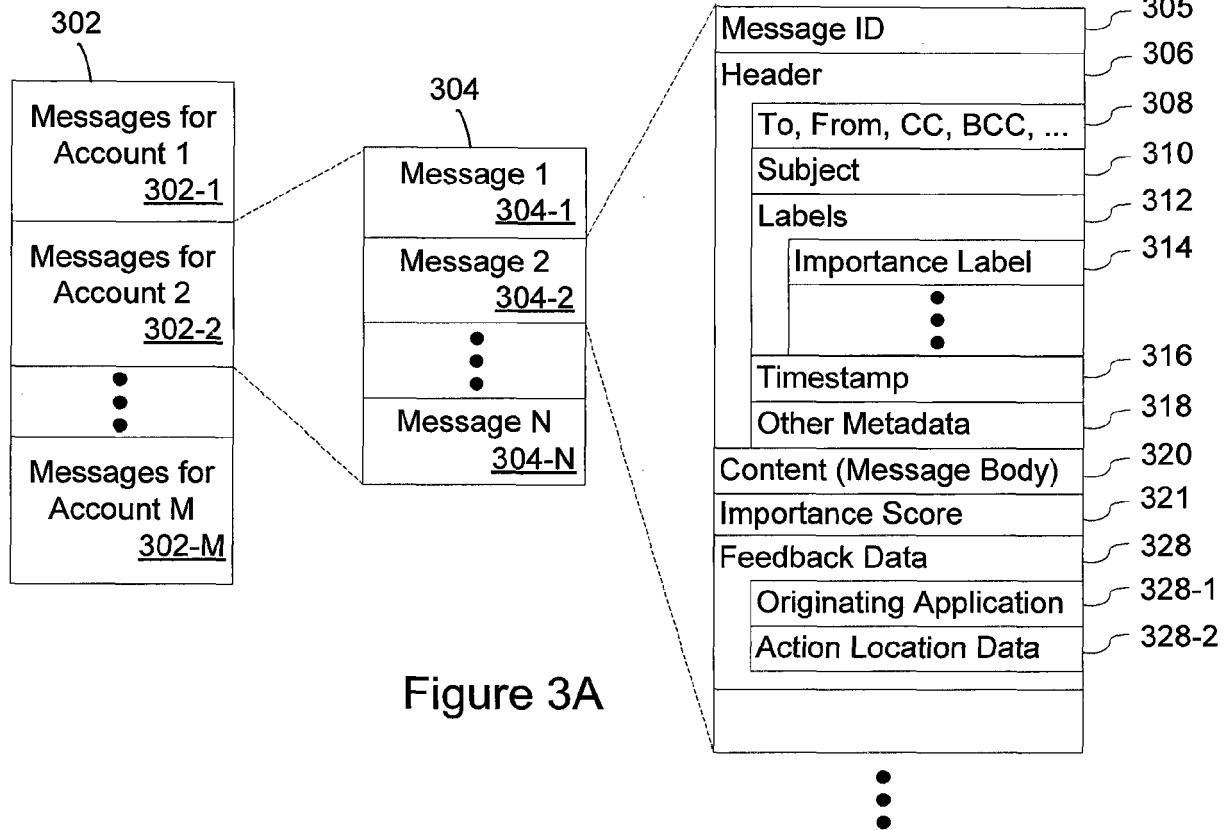 302
Messages for
Account 1
302-1
Messages for
Account 2
302-2
Messages for
Account M
302-M
304
Message 1
304-1
Message 2
304-2
Message N
304-N
Message ID
305
Header
306
To, From, CC, BCC, ...
308
Subject
310
Labels
312
Importance Label
314
Timestamp
316
Other Metadata
318
Content (Message Body)
320
Importance Score
321
Feedback Data
328
Originating Application
328-1
Action Location Data
328-2
Figure 3A